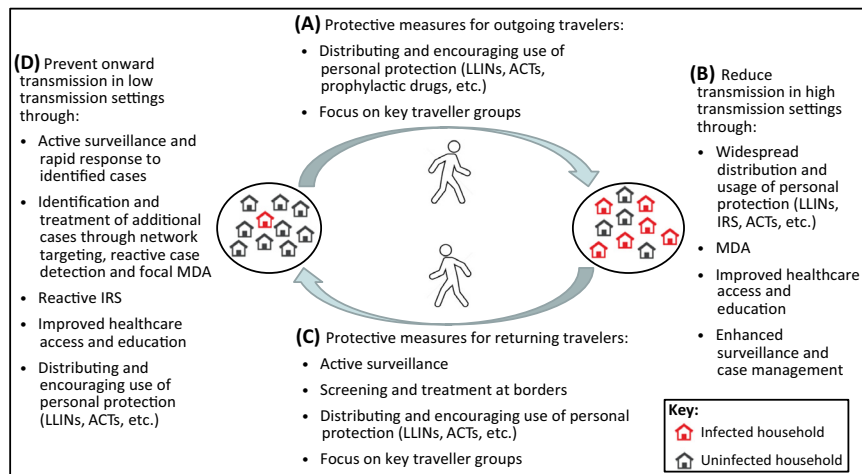 (A) Protective measures for outgoing travelers:
• Distributing and encouraging use of
personal protection (LLINs, ACTs,
prophylactic drugs, etc.)
• Focus on key traveller groups
(D) Prevent onward
transmission in low
transmission settings
through:
• Active surveillance and
rapid response to
identified cases
• Identification and
treatment of additional
cases through network
targeting, reactive case
detection and focal MDA
• Reactive IRS
• Improved healthcare
access and education
• Distributing and
encouraging use of
personal protection
(LLINs, ACTs, etc.)
(B) Reduce
transmission in high
transmission settings
through:
• Widespread
distribution and
usage of personal
protection (LLINs,
IRS, ACTs, etc.)
• MDA
• Improved healthcare
access and
education
• Enhanced
surveillance and
case management
(C) Protective measures for returning travelers:
• Active surveillance
• Screening and treatment at borders
• Distributing and encouraging use of personal
protection (LLINs, ACTs, etc.)
• Focus on key traveller groups
Key:
Infected household
Uninfected household